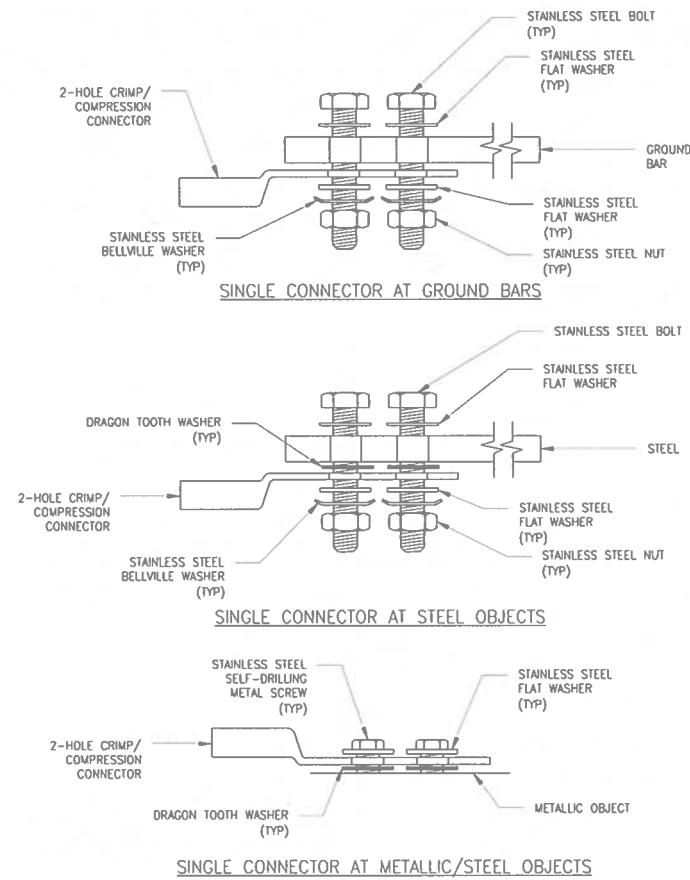 STAINLESS STEEL BOLT
(TYP)
STAINLESS STEEL
FLAT WASHER
(TYP)
2-HOLE CRIMP/
COMPRESSION
CONNECTOR
GROUND
BAR
STAINLESS STEEL
FLAT WASHER
(TYP)
STAINLESS STEEL
BELLVILLE WASHER
(TYP)
STAINLESS STEEL NUT
(TYP)
SINGLE CONNECTOR AT GROUND BARS
STAINLESS STEEL BOLT
STAINLESS STEEL
FLAT WASHER
DRAGON TOOTH WASHER
(TYP)
STEEL
2-HOLE CRIMP/
COMPRESSION
CONNECTOR
STAINLESS STEEL
FLAT WASHER
(TYP)
STAINLESS STEEL
BELLVILLE WASHER
(TYP)
STAINLESS STEEL NUT
(TYP)
SINGLE CONNECTOR AT STEEL OBJECTS
STAINLESS STEEL
SELF-DRILLING
METAL SCREW
(TYP)
STAINLESS STEEL
FLAT WASHER
(TYP)
2-HOLE CRIMP/
COMPRESSION
CONNECTOR
DRAGON TOOTH WASHER
(TYP)
METALLIC OBJECT
SINGLE CONNECTOR AT METALLIC/STEEL OBJECTS